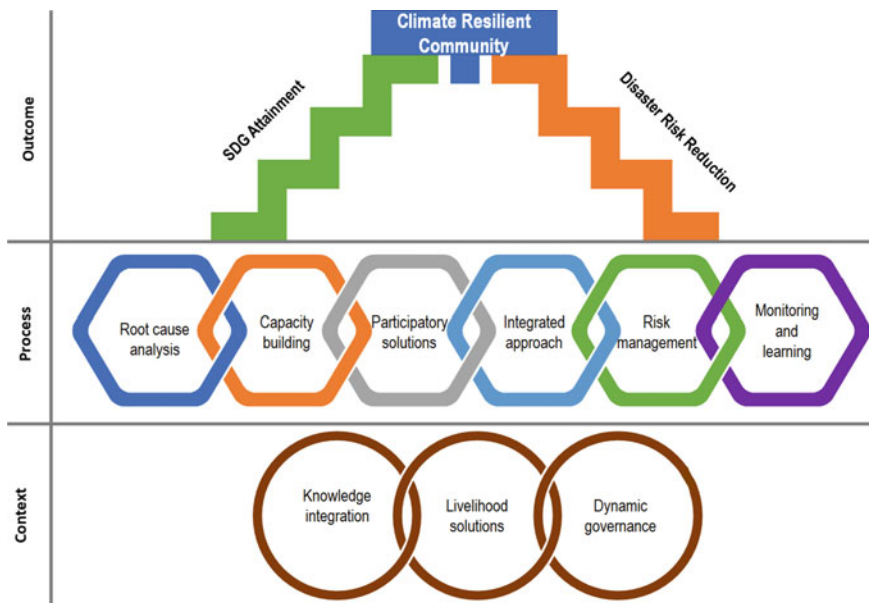 Climate Resilient
Community
SDG Attainment
Disaster Risk Reduction
Outcome
Root cause
analysis
Capacity
building
Participatory
solutions
Integrated
approach
Risk
management
Monitoring
and
learning
Process
Knowledge
integration
Livelihood
solutions
Dynamic
governance
Context